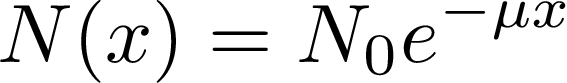 N(x) = N₀e^{-μx}